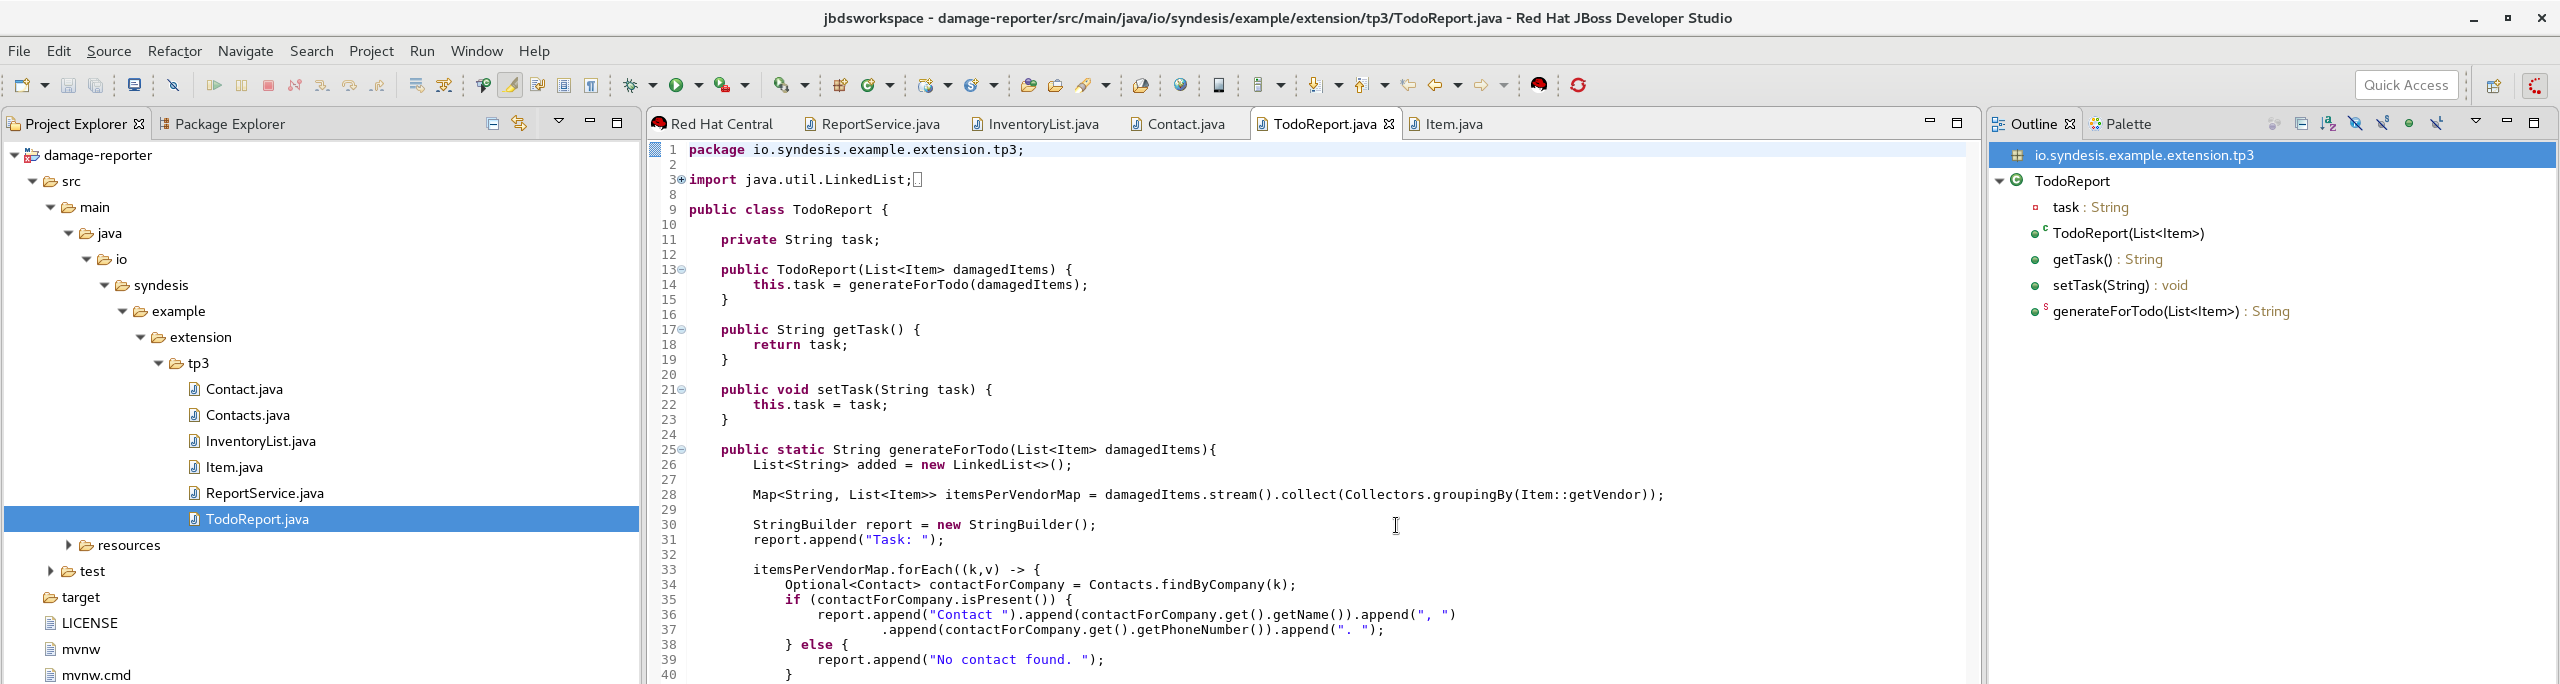 jbdsworkspace - damage-reporter/src/main/java/io/syndesis/example/extension/tp3/TodoReport.java - Red Hat JBoss Developer Studio
File Edit Source Refactor Navigate Search Project Run Window Help
Quick Access
Project Explorer Package Explorer
damage-reporter
src
main
java
io
syndesis
example
extension
tp3
Contact.java
Contacts.java
InventoryList.java
Item.java
ReportService.java
TodoReport.java
resources
test
target
LICENSE
mvnw
mvnw.cmd
Red Hat Central ReportService.java InventoryList.java Contact.java TodoReport.java Item.java
1 package io.syndesis.example.extension.tp3;
2
3 import java.util.LinkedList;
8
9 public class TodoReport {
10
11 private String task;
12
13 public TodoReport(List<Item> damagedItems) {
14 this.task = generateForTodo(damagedItems);
15 }
16
17 public String getTask() {
18 return task;
19 }
20
21 public void setTask(String task) {
22 this.task = task;
23 }
24
25 public static String generateForTodo(List<Item> damagedItems){
26 List<String> added = new LinkedList<>();
27
28 Map<String, List<Item>> itemsPerVendorMap = damagedItems.stream().collect(Collectors.groupingBy(Item::getVendor));
29
30 StringBuilder report = new StringBuilder();
31 report.append("Task: ");
32
33 itemsPerVendorMap.forEach((k,v) -> {
34 Optional<Contact> contactForCompany = Contacts.findByCompany(k);
35 if (contactForCompany.isPresent()) {
36 report.append("Contact ").append(contactForCompany.get().getName()).append(", ")
37 .append(contactForCompany.get().getPhoneNumber()).append(". ");
38 } else {
39 report.append("No contact found. ");
40 }
Outline Palette
io.syndesis.example.extension.tp3
TodoReport
task : String
TodoReport(List<Item>)
getTask() : String
setTask(String) : void
generateForTodo(List<Item>) : String